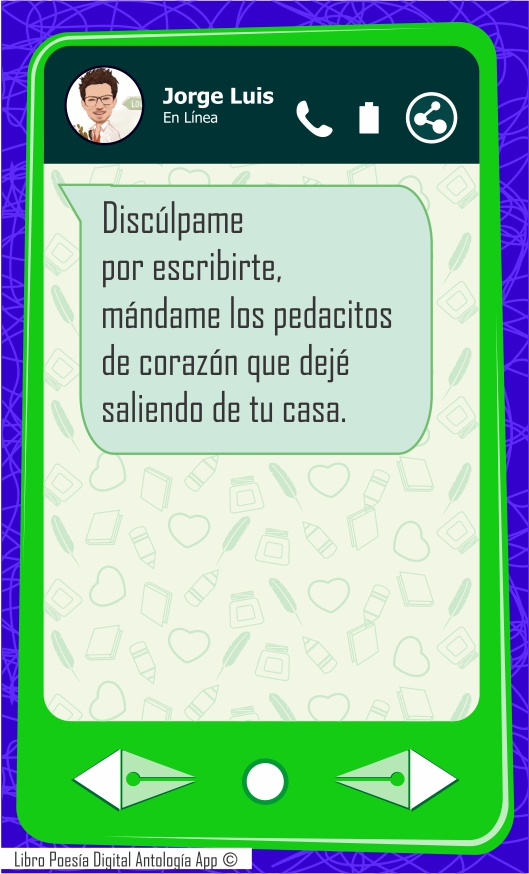 Jorge Luis
En Línea
Discúlpame
por escribirte,
mándame los pedacitos
de corazón que dejé
saliendo de tu casa.
Libro Poesía Digital Antología App ©